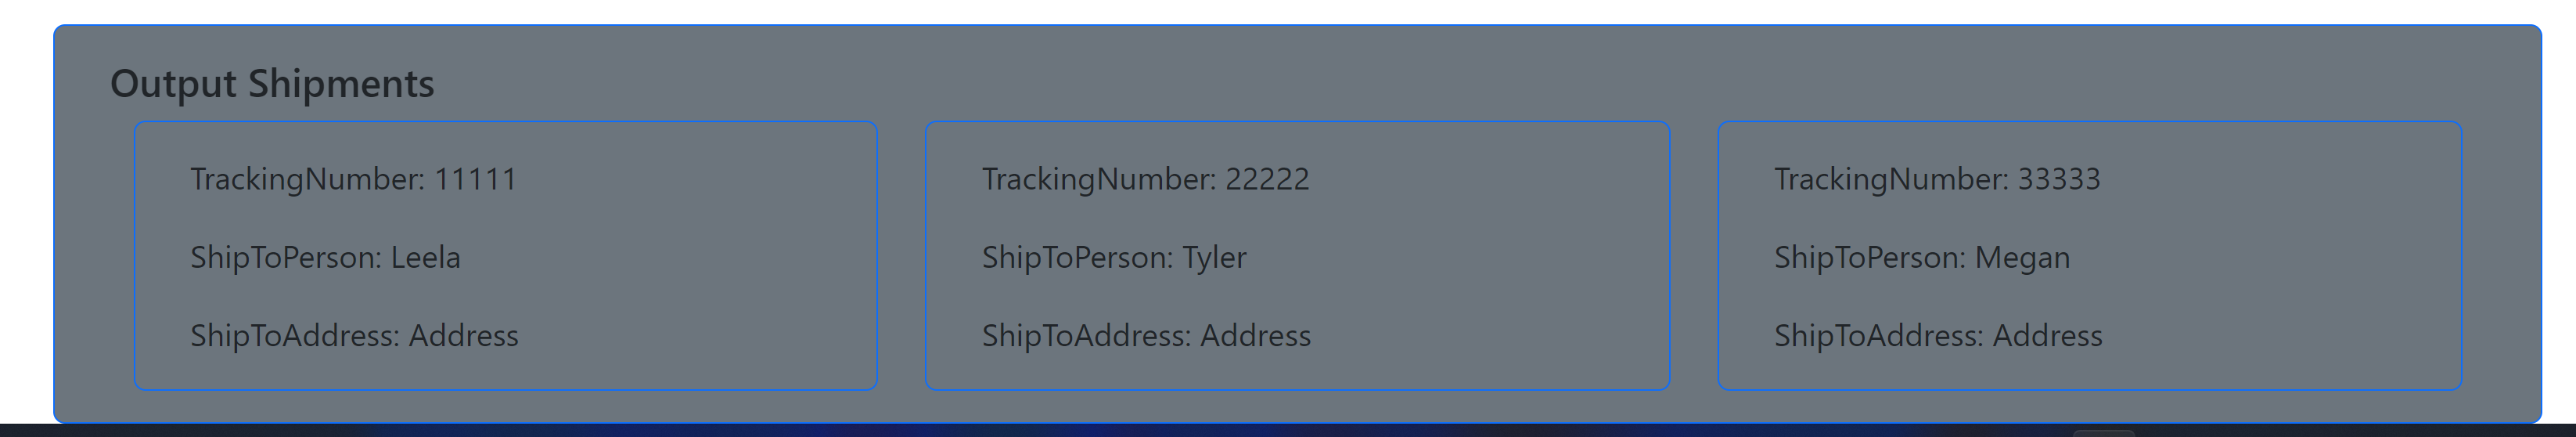 Output Shipments
TrackingNumber: 11111
ShipToPerson: Leela
ShipToAddress: Address
TrackingNumber: 22222
ShipToPerson: Tyler
ShipToAddress: Address
TrackingNumber: 33333
ShipToPerson: Megan
ShipToAddress: Address